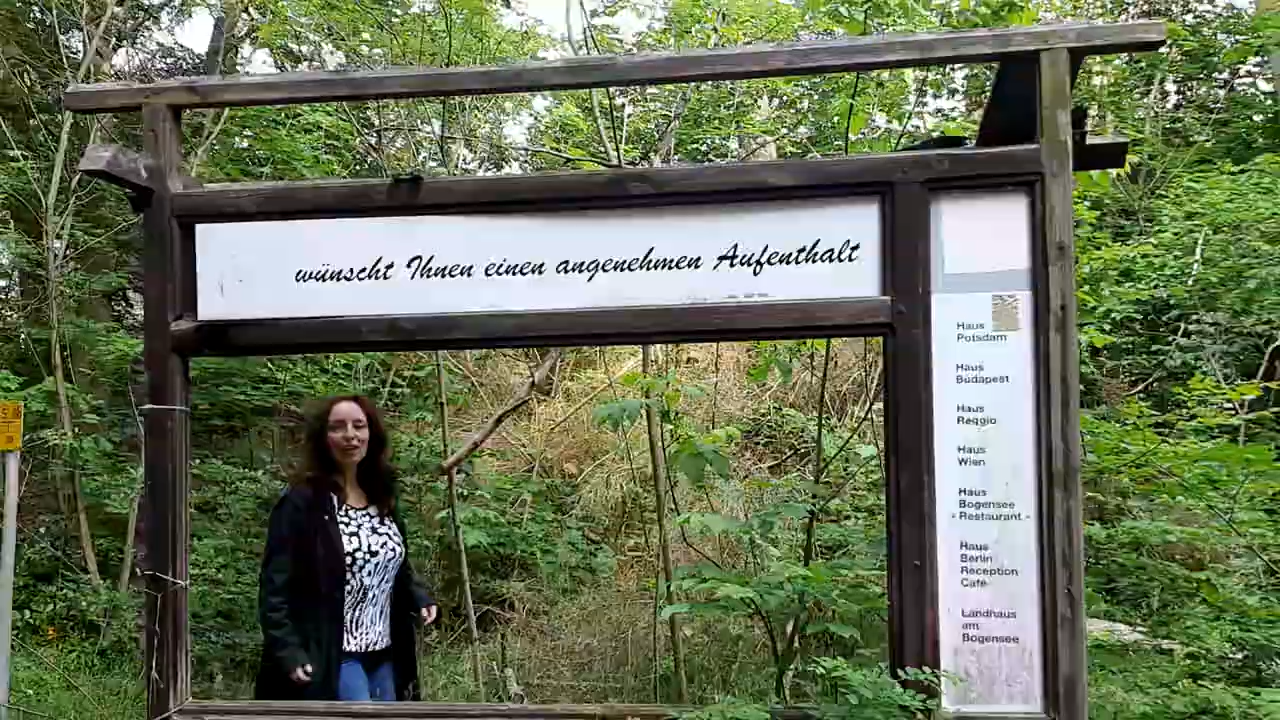 wünscht Ihnen einen angenehmen Aufenthalt
Haus
Potsdam
Haus
Budapest
Haus
Reggio
Haus
Wien
Haus
Bogensee
- Restaurant -
Haus
Berlin
Reception
Café
Landhaus
am
Bogensee